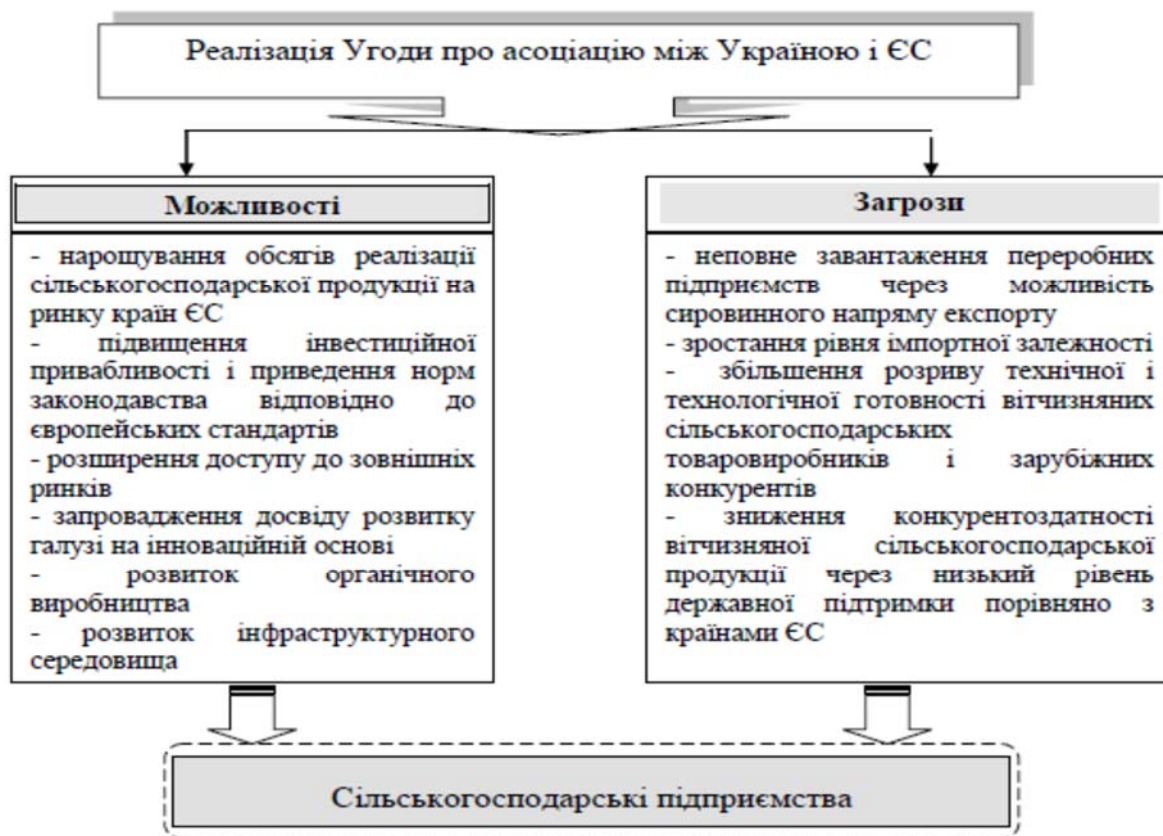 Реалізація Угоди про асоціацію між Україною і ЄС
Можливості
- нарощування обсягів реалізації
сільськогосподарської продукції на
ринку країн ЄС
- підвищення інвестиційної
привабливості і приведення норм
законодавства відповідно до
європейських стандартів
- розширення доступу до зовнішніх
ринків
- запровадження досвіду розвитку
галузі на інноваційній основі
- розвиток органічного
виробництва
- розвиток інфраструктурного
середовища
Загрози
- неповне завантаження переробних
підприємств через можливість
сировинного напряму експорту
- зростання рівня імпортної залежності
- збільшення розриву технічної і
технологічної готовності вітчизняних
сільськогосподарських
товаровиробників і зарубіжних
конкурентів
- зниження конкурентоздатності
вітчизняної сільськогосподарської
продукції через низький рівень
державної підтримки порівняно з
країнами ЄС
Сільськогосподарські підприємства